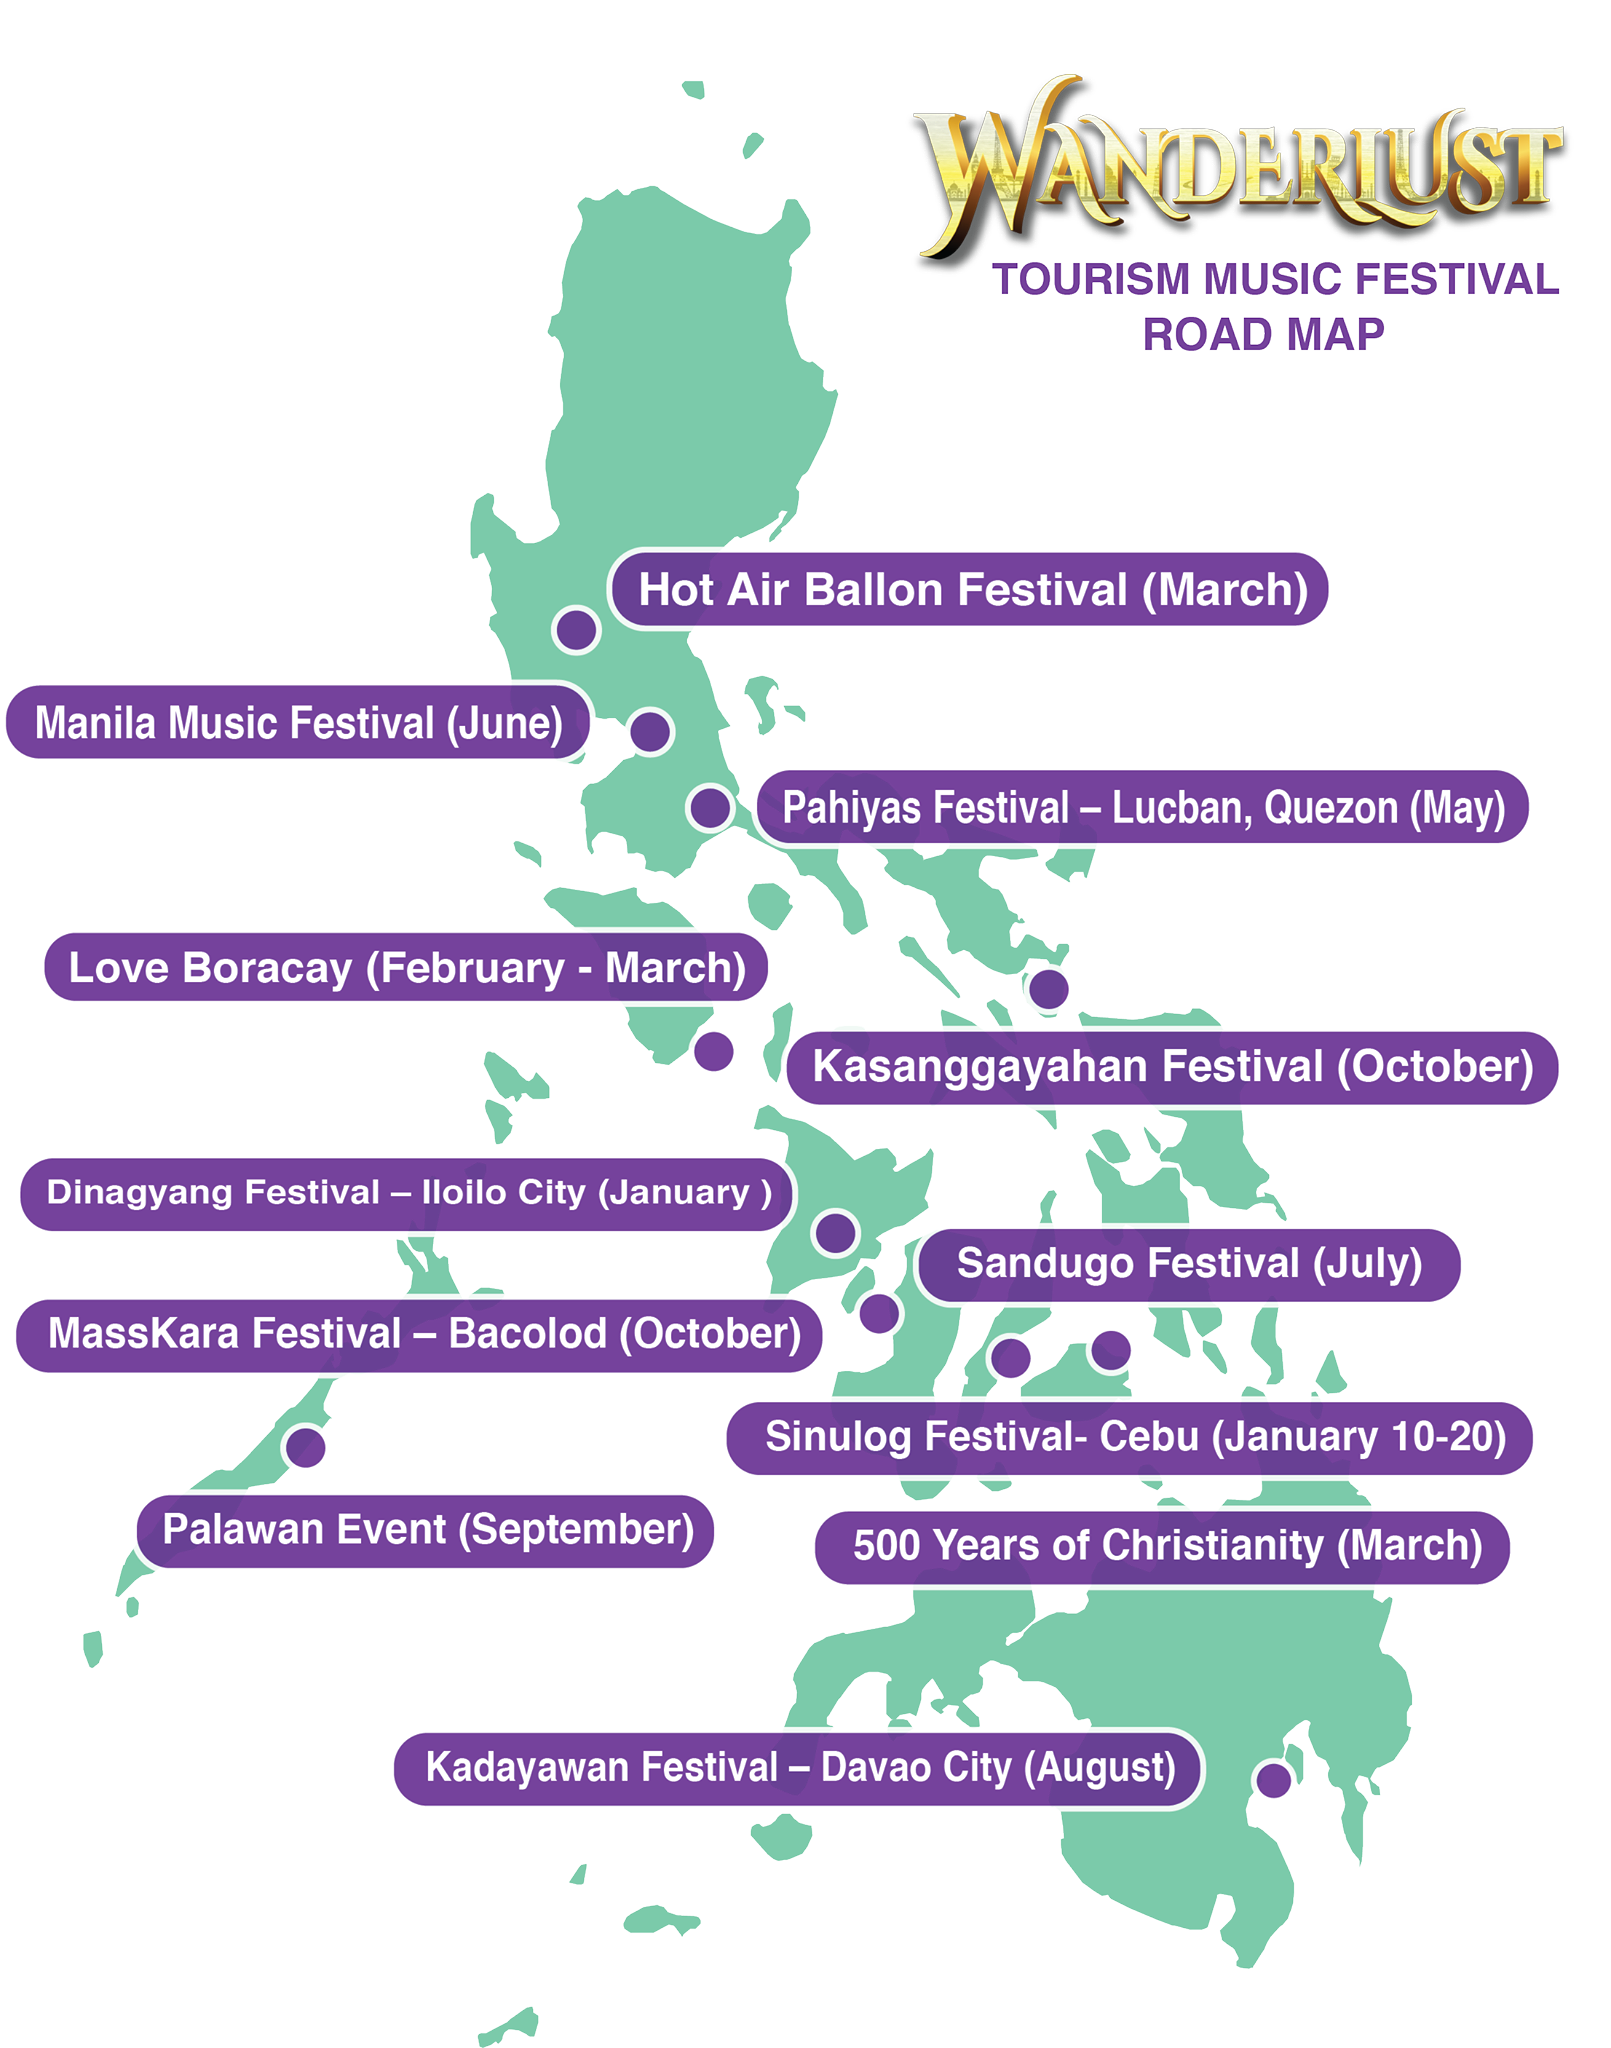 WANDERLUST
TOURISM MUSIC FESTIVAL
ROAD MAP
Hot Air Ballon Festival (March)
Manila Music Festival (June)
Pahiyas Festival – Lucban, Quezon (May)
Love Boracay (February - March)
Kasanggayahan Festival (October)
Dinagyang Festival – Iloilo City (January )
Sandugo Festival (July)
MassKara Festival – Bacolod (October)
Sinulog Festival- Cebu (January 10-20)
Palawan Event (September)
500 Years of Christianity (March)
Kadayawan Festival – Davao City (August)